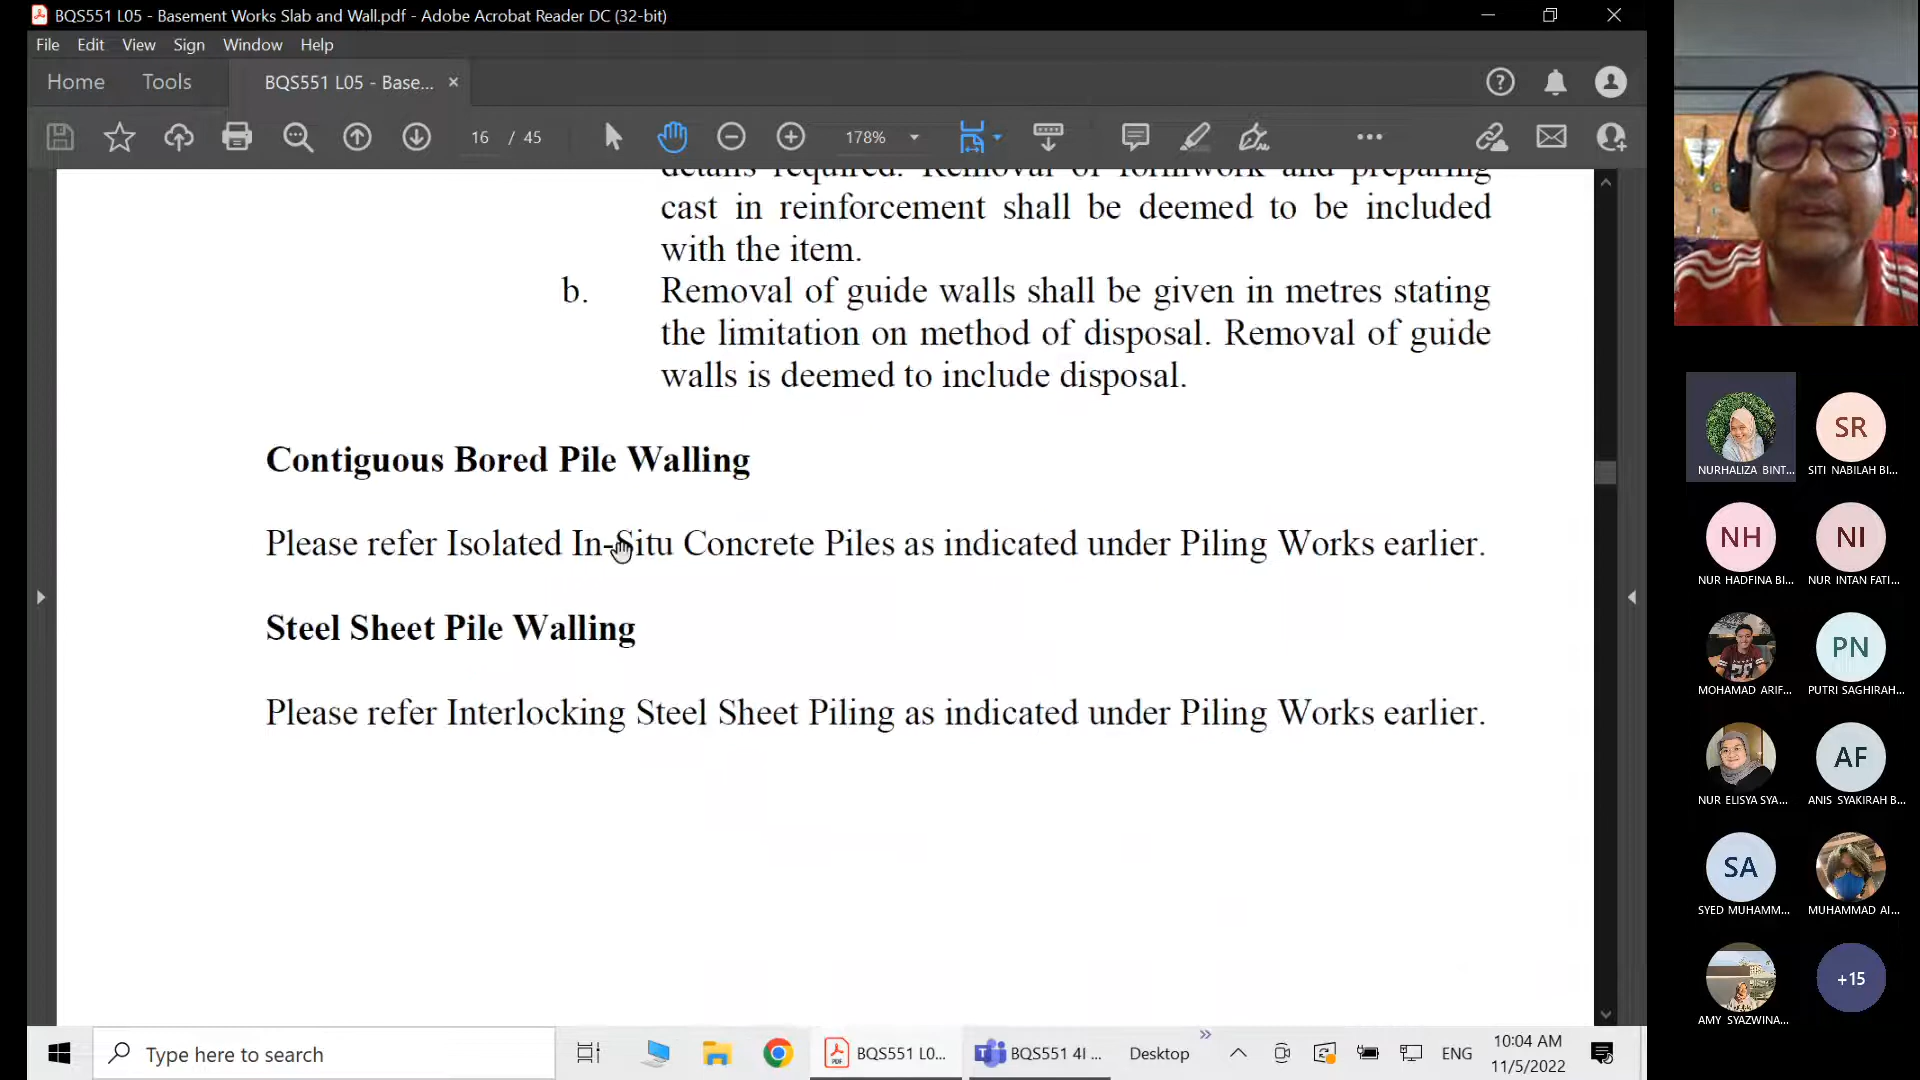 BQS551 L05 - Basement Works Slab and Wall.pdf - Adobe Acrobat Reader DC (32-bit)
File Edit View Sign Window Help
Home Tools BQS551 L05 - Base... ×
16 / 45 178%
details required. Removal of formwork and preparing
cast in reinforcement shall be deemed to be included
with the item.
b. Removal of guide walls shall be given in metres stating
the limitation on method of disposal. Removal of guide
walls is deemed to include disposal.
Contiguous Bored Pile Walling
Please refer Isolated In-Situ Concrete Piles as indicated under Piling Works earlier.
Steel Sheet Pile Walling
Please refer Interlocking Steel Sheet Piling as indicated under Piling Works earlier.
SR
NURHALIZA BINT... SITI NABILAH BI...
NH NI
NUR HADFINA BI... NUR INTAN FATI...
PN
MOHAMAD ARIF... PUTRI SAGHIRAH...
AF
NUR ELISYA SYA... ANIS SYAKIRAH B...
SA
SYED MUHAMM... MUHAMMAD AI...
+15
AMY SYAZWINA...
Type here to search
BQS551 L0...
BQS551 4I ...
Desktop
ENG
10:04 AM
11/5/2022